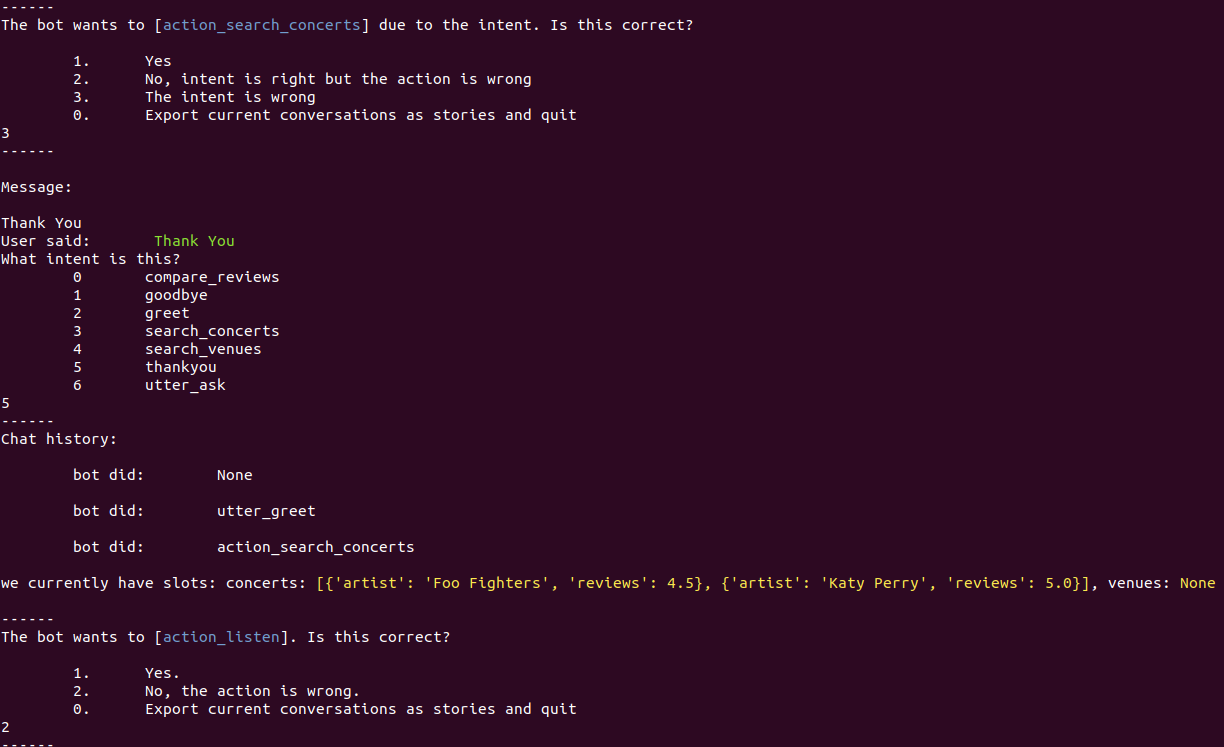 ------
The bot wants to [action_search_concerts] due to the intent. Is this correct?
1. Yes
2. No, intent is right but the action is wrong
3. The intent is wrong
0. Export current conversations as stories and quit
3
------
Message:
Thank You
User said: Thank You
What intent is this?
0 compare_reviews
1 goodbye
2 greet
3 search_concerts
4 search_venues
5 thankyou
6 utter_ask
5
------
Chat history:
bot did: None
bot did: utter_greet
bot did: action_search_concerts
we currently have slots: concerts: [{'artist': 'Foo Fighters', 'reviews': 4.5}, {'artist': 'Katy Perry', 'reviews': 5.0}], venues: None
------
The bot wants to [action_listen]. Is this correct?
1. Yes.
2. No, the action is wrong.
0. Export current conversations as stories and quit
2
------